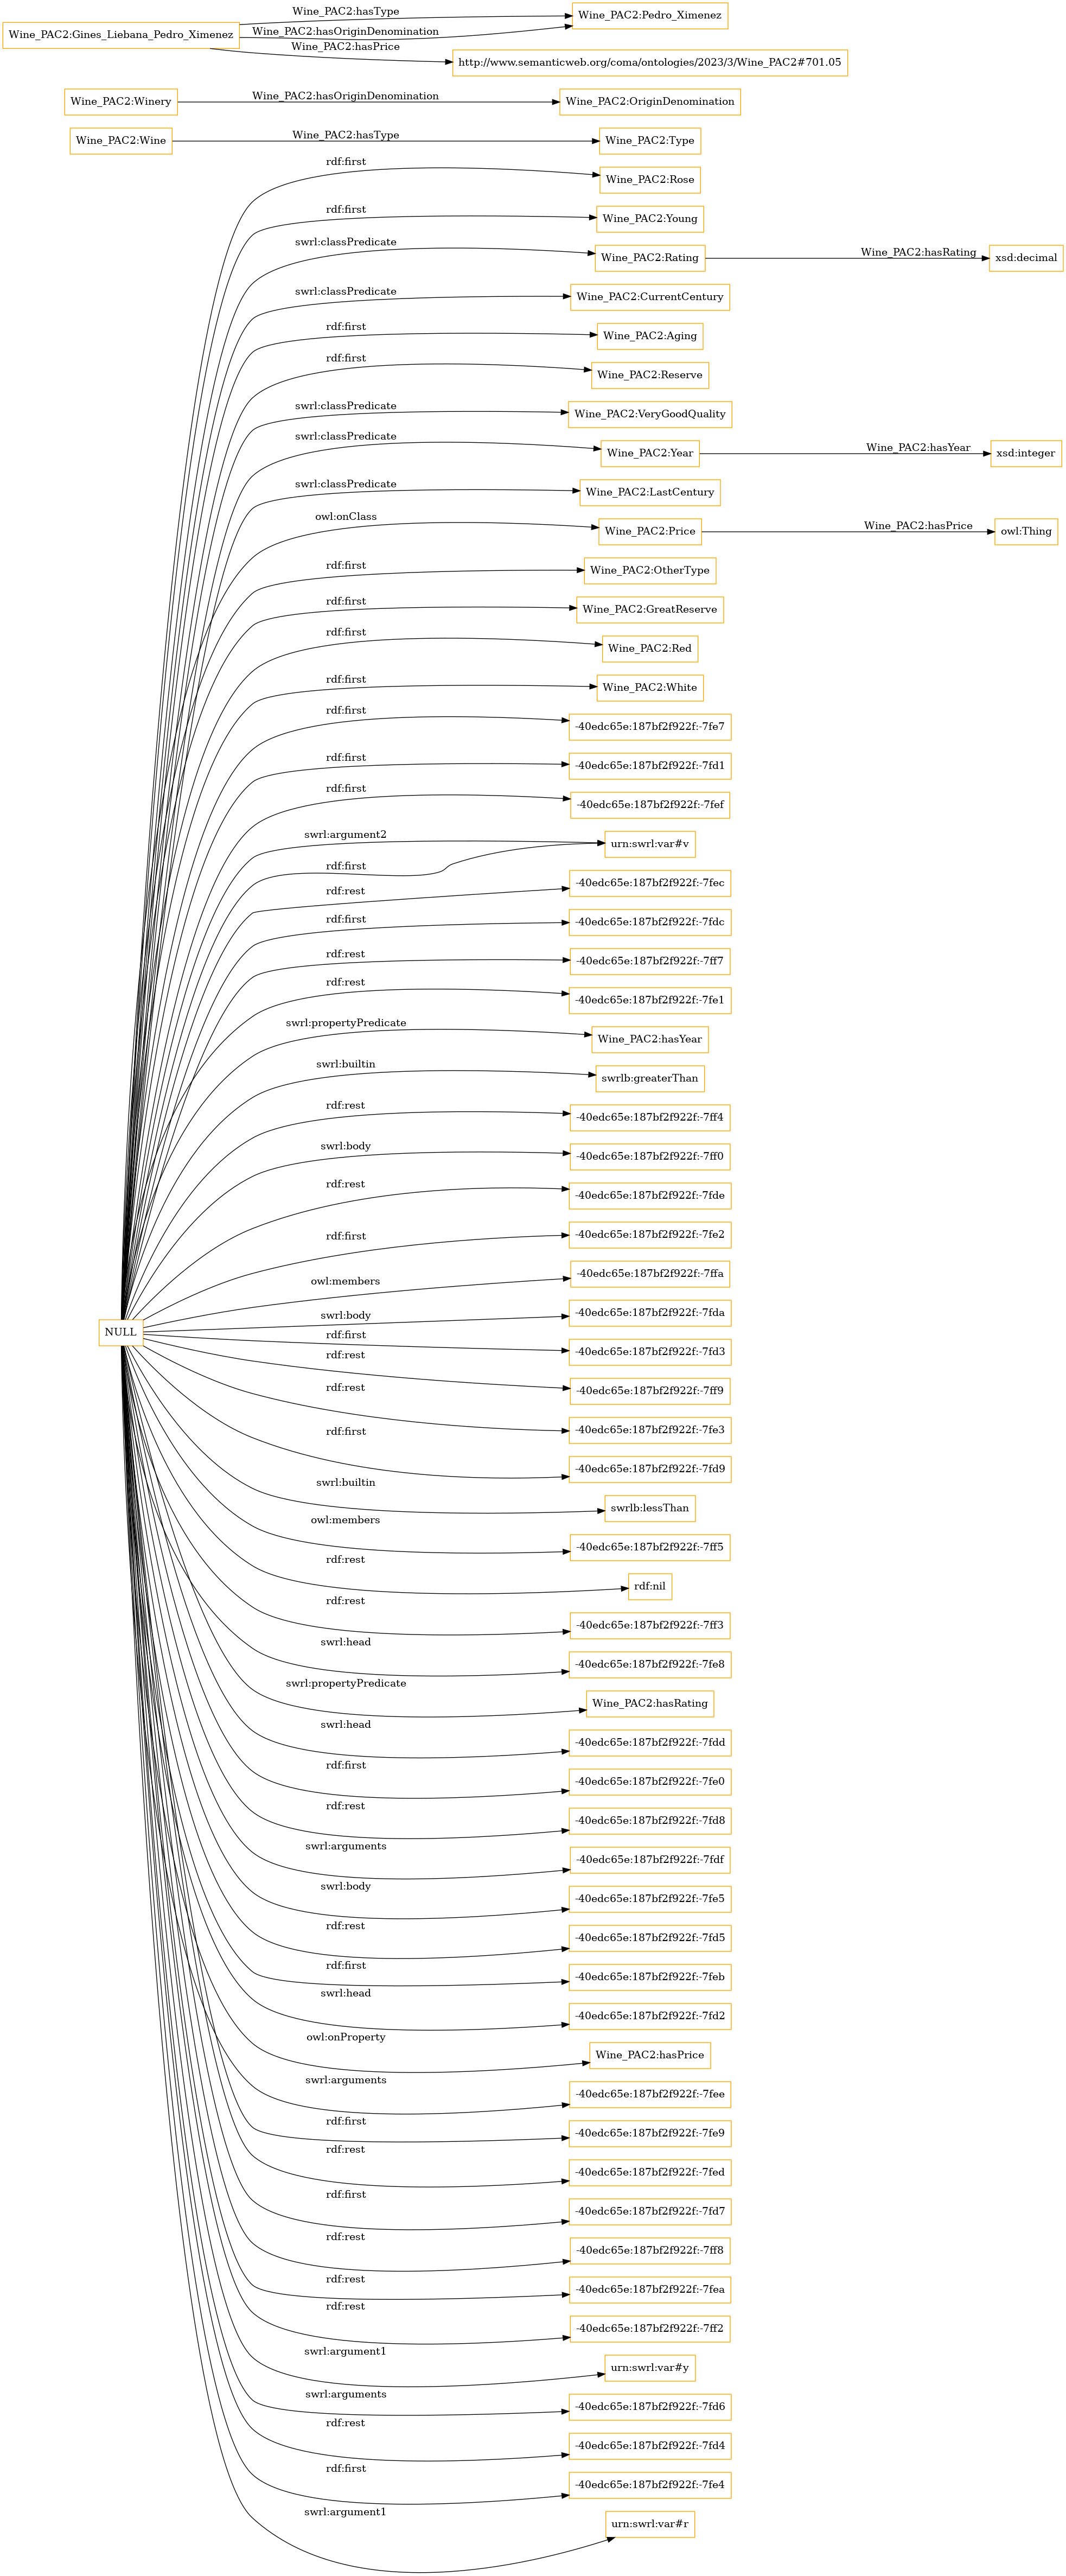 Wine_PAC2:hasType
Wine_PAC2:Pedro_Ximenez
Wine_PAC2:Gines_Liebana_Pedro_Ximenez
Wine_PAC2:hasOriginDenomination
Wine_PAC2:hasPrice
http://www.semanticweb.org/coma/ontologies/2023/3/Wine_PAC2#701.05
Wine_PAC2:Winery
Wine_PAC2:hasOriginDenomination
Wine_PAC2:OriginDenomination
Wine_PAC2:Wine
Wine_PAC2:hasType
Wine_PAC2:Type
rdf:first
Wine_PAC2:Rose
rdf:first
Wine_PAC2:Young
swrl:classPredicate
Wine_PAC2:Rating
Wine_PAC2:hasRating
xsd:decimal
swrl:classPredicate
Wine_PAC2:CurrentCentury
rdf:first
Wine_PAC2:Aging
rdf:first
Wine_PAC2:Reserve
swrl:classPredicate
Wine_PAC2:VeryGoodQuality
swrl:classPredicate
Wine_PAC2:Year
Wine_PAC2:hasYear
xsd:integer
swrl:classPredicate
Wine_PAC2:LastCentury
owl:onClass
Wine_PAC2:Price
Wine_PAC2:hasPrice
owl:Thing
rdf:first
Wine_PAC2:OtherType
rdf:first
Wine_PAC2:GreatReserve
rdf:first
Wine_PAC2:Red
rdf:first
Wine_PAC2:White
rdf:first
-40edc65e:187bf2f922f:-7fe7
rdf:first
-40edc65e:187bf2f922f:-7fd1
rdf:first
-40edc65e:187bf2f922f:-7fef
swrl:argument2
urn:swrl:var#v
rdf:first
rdf:rest
-40edc65e:187bf2f922f:-7fec
rdf:first
-40edc65e:187bf2f922f:-7fdc
rdf:rest
-40edc65e:187bf2f922f:-7ff7
rdf:rest
-40edc65e:187bf2f922f:-7fe1
swrl:propertyPredicate
Wine_PAC2:hasYear
swrl:builtin
swrlb:greaterThan
rdf:rest
-40edc65e:187bf2f922f:-7ff4
swrl:body
-40edc65e:187bf2f922f:-7ff0
rdf:rest
-40edc65e:187bf2f922f:-7fde
rdf:first
-40edc65e:187bf2f922f:-7fe2
owl:members
-40edc65e:187bf2f922f:-7ffa
swrl:body
-40edc65e:187bf2f922f:-7fda
NULL
rdf:first
-40edc65e:187bf2f922f:-7fd3
rdf:rest
-40edc65e:187bf2f922f:-7ff9
rdf:rest
-40edc65e:187bf2f922f:-7fe3
rdf:first
-40edc65e:187bf2f922f:-7fd9
swrl:builtin
swrlb:lessThan
owl:members
-40edc65e:187bf2f922f:-7ff5
rdf:rest
rdf:nil
rdf:rest
-40edc65e:187bf2f922f:-7ff3
swrl:head
-40edc65e:187bf2f922f:-7fe8
swrl:propertyPredicate
Wine_PAC2:hasRating
swrl:head
-40edc65e:187bf2f922f:-7fdd
rdf:first
-40edc65e:187bf2f922f:-7fe0
rdf:rest
-40edc65e:187bf2f922f:-7fd8
swrl:arguments
-40edc65e:187bf2f922f:-7fdf
swrl:body
-40edc65e:187bf2f922f:-7fe5
rdf:rest
-40edc65e:187bf2f922f:-7fd5
rdf:first
-40edc65e:187bf2f922f:-7feb
swrl:head
-40edc65e:187bf2f922f:-7fd2
owl:onProperty
Wine_PAC2:hasPrice
swrl:arguments
-40edc65e:187bf2f922f:-7fee
rdf:first
-40edc65e:187bf2f922f:-7fe9
rdf:rest
-40edc65e:187bf2f922f:-7fed
rdf:first
-40edc65e:187bf2f922f:-7fd7
rdf:rest
-40edc65e:187bf2f922f:-7ff8
rdf:rest
-40edc65e:187bf2f922f:-7fea
rdf:rest
-40edc65e:187bf2f922f:-7ff2
swrl:argument1
urn:swrl:var#y
swrl:arguments
-40edc65e:187bf2f922f:-7fd6
rdf:rest
-40edc65e:187bf2f922f:-7fd4
rdf:first
-40edc65e:187bf2f922f:-7fe4
swrl:argument1
urn:swrl:var#r